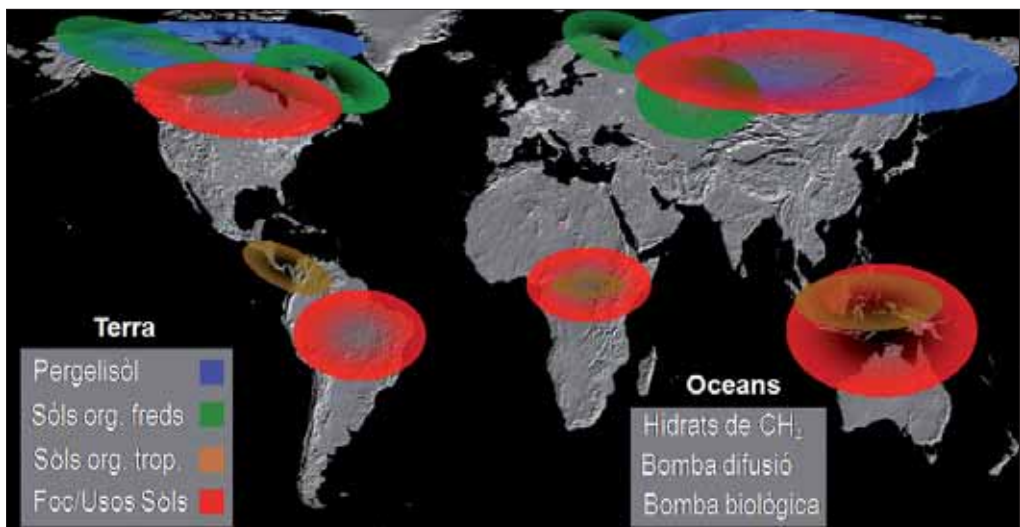 Terra
Pergelisòl
Sòls org. freds
Sòls org. trop.
Foc/Usos Sòls
Oceans
Hidrats de CH₄
Bomba difusió
Bomba biològica